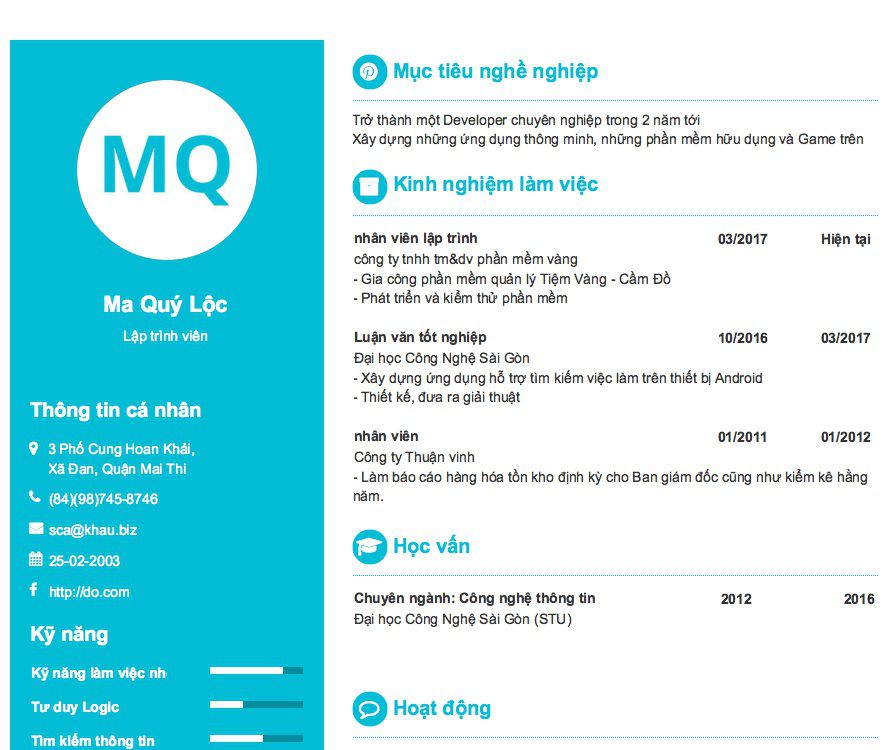 MQ
Ma Quý Lộc
Lập trình viên
Thông tin cá nhân
3 Phố Cung Hoan Khải,
Xã Đan, Quận Mai Thi
(84)(98)745-8746
sca@khau.biz
25-02-2003
http://do.com
Kỹ năng
Kỹ năng làm việc nh
Tư duy Logic
Tìm kiếm thông tin
Mục tiêu nghề nghiệp
Trở thành một Developer chuyên nghiệp trong 2 năm tới
Xây dựng những ứng dụng thông minh, những phần mềm hữu dụng và Game trên
Kinh nghiệm làm việc
nhân viên lập trình 03/2017 Hiện tại
công ty tnhh tm&dv phần mềm vàng
- Gia công phần mềm quản lý Tiệm Vàng - Cầm Đồ
- Phát triển và kiểm thử phần mềm
Luận văn tốt nghiệp 10/2016 03/2017
Đại học Công Nghệ Sài Gòn
- Xây dựng ứng dụng hỗ trợ tìm kiếm việc làm trên thiết bị Android
- Thiết kế, đưa ra giải thuật
nhân viên 01/2011 01/2012
Công ty Thuận vinh
- Làm báo cáo hàng hóa tồn kho định kỳ cho Ban giám đốc cũng như kiểm kê hằng
năm.
Học vấn
Chuyên ngành: Công nghệ thông tin 2012 2016
Đại học Công Nghệ Sài Gòn (STU)
Hoạt động